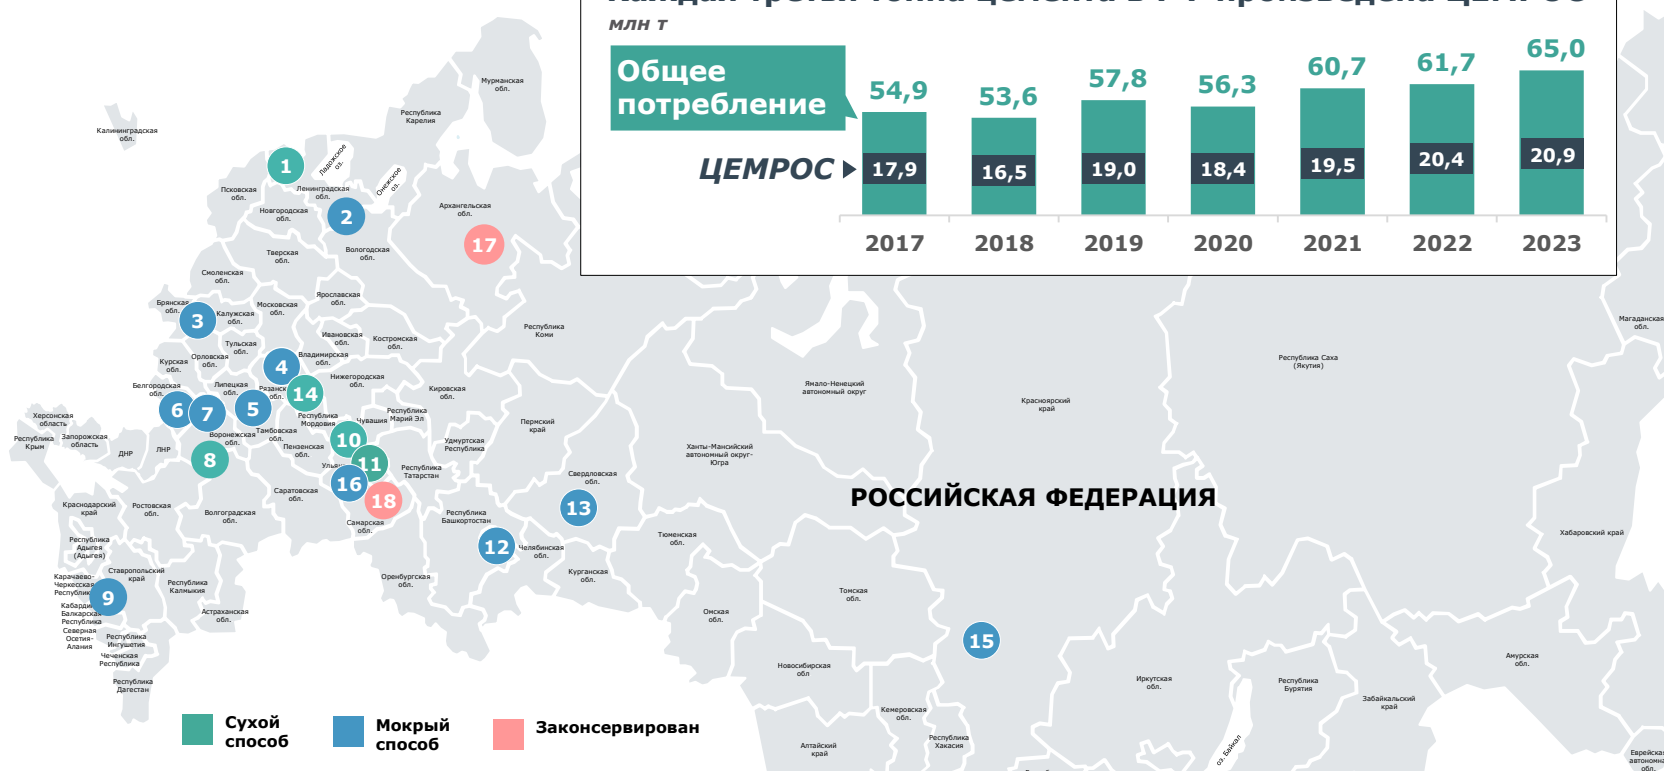 млн т
Общее
потребление
54,9
53,6
57,8
56,3
60,7
61,7
65,0
ЦЕМРОС
17,9
16,5
19,0
18,4
19,5
20,4
20,9
2017
2018
2019
2020
2021
2022
2023
Мурманская
обл.
Республика
Карелия
Калининградская
обл.
1
Ладожское
оз.
Онежское
оз.
Псковская
обл.
Ленинградская
обл.
Новгородская
обл.
2
Архангельская
обл.
17
Тверская
обл.
Вологодская
обл.
Смоленская
обл.
Брянская
обл.
3
Калужская
обл.
Московская
обл.
Ярославская
обл.
Республика
Коми
Тульская
обл.
Ивановская
обл.
Костромская
обл.
Владимирская
обл.
Курская
обл.
Орловская
обл.
4
Нижегородская
обл.
Кировская
обл.
Белгородская
обл.
Липецкая
обл.
обл.
14
6
7
5
Республика
Мордовия
Чувашия
Республика
Марий Эл
Пермский
край
Херсонская
область
Республика
Крым
Запорожская
область
ДНР
ЛНР
Воронежская
обл.
Тамбовская
обл.
Пензенская
обл.
10
Удмуртская
Республика
8
11
16
18
Республика
Татарстан
Свердловская
обл.
13
Саратовская
обл.
Самарская
обл.
Республика
Башкортостан
12
Челябинская
обл.
Краснодарский
край
Ростовская
обл.
Волгоградская
обл.
Республика
Адыгея
(Адыгея)
Ставропольский
край
Республика
Калмыкия
Оренбургская
обл.
Курганская
обл.
Карачаево-
Черкесская
9
Балкарская
Республика
Северная
Осетия-
Алания
Астраханская
обл.
Республика
Ингушетия
Чеченская
Республика
Республика
Дагестан
Ямало-Ненецкий
автономный округ
Ханты-Мансийский
автономный округ-
Югра
Красноярский
край
Республика Саха
(Якутия)
Магаданская
обл.
РОССИЙСКАЯ ФЕДЕРАЦИЯ
Хабаровский край
Тюменская
обл.
Томская
обл.
Омская
обл.
15
Новосибирская
обл
Кемеровская
обл.
Республика
Хакасия
Алтайский
край
Иркутская
обл.
оз. Байкал
Республика
Бурятия
Забайкальский
край
Амурская
обл.
обл.
Сухой
способ
Мокрый
способ
Законсервирован